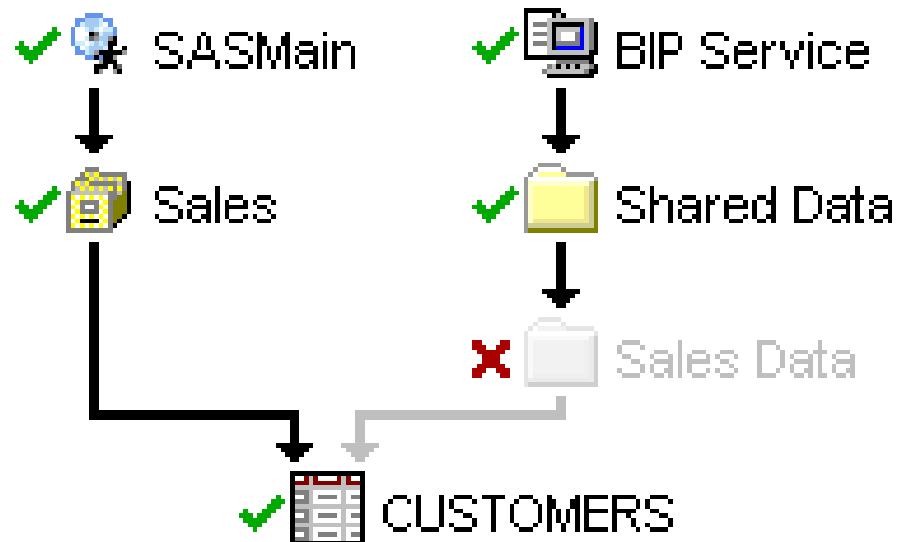 SASMain
BIP Service
Sales
Shared Data
Sales Data
CUSTOMERS